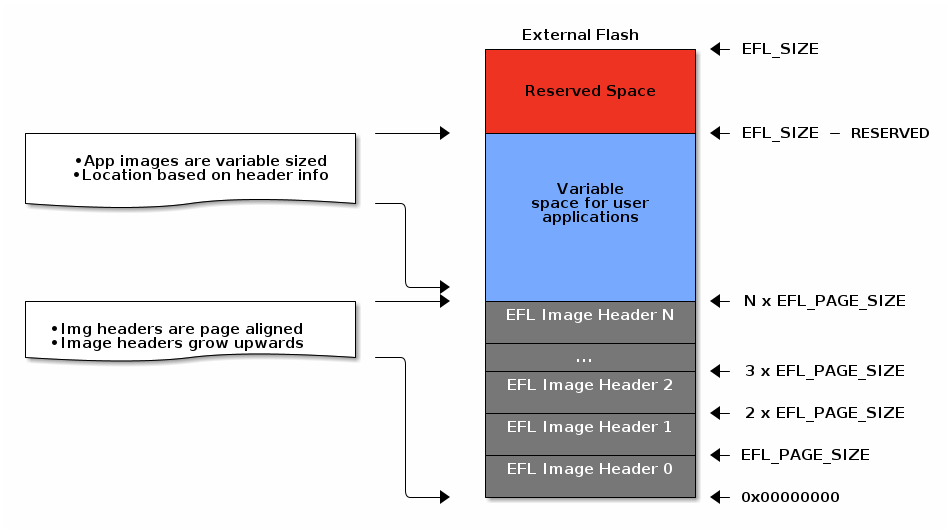 External Flash
EFL_SIZE
Reserved Space
EFL_SIZE — RESERVED
•App images are variable sized
•Location based on header info
Variable
space for user
applications
N x EFL_PAGE_SIZE
EFL Image Header N
•Img headers are page aligned
•Image headers grow upwards
...
3 x EFL_PAGE_SIZE
EFL Image Header 2
2 x EFL_PAGE_SIZE
EFL Image Header 1
EFL_PAGE_SIZE
EFL Image Header 0
0x00000000